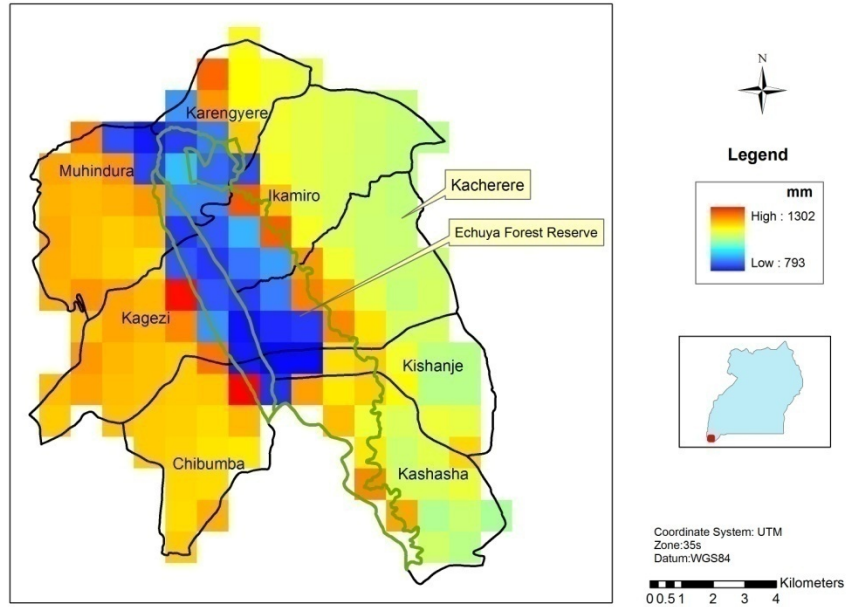 Karengyere
Muhindura
Ikamiro
Kacherere
Echuya Forest Reserve
Kagezi
Kishanje
Chibumba
Kashasha
N
Legend
mm
High : 1302
Low : 793
Coordinate System: UTM
Zone:35s
Datum:WGS84
Kilometers
0 0.5 1 2 3 4